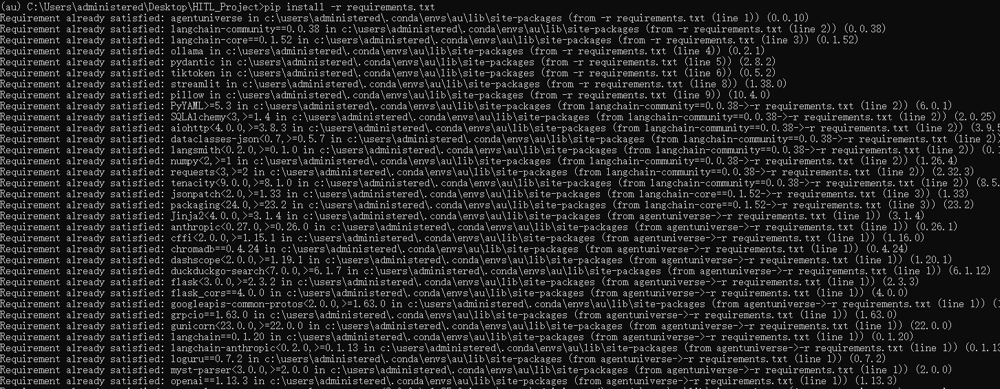 (au) C:\Users\administered\Desktop\HITL_Project>pip install -r requirements.txt
Requirement already satisfied: agentuniverse in c:\users\administered\.conda\envs\au\lib\site-packages (from -r requirements.txt (line 1)) (0.0.10)
Requirement already satisfied: langchain-community==0.0.38 in c:\users\administered\.conda\envs\au\lib\site-packages (from -r requirements.txt (line 2)) (0.0.38)
Requirement already satisfied: langchain-core==0.1.52 in c:\users\administered\.conda\envs\au\lib\site-packages (from -r requirements.txt (line 3)) (0.1.52)
Requirement already satisfied: ollama in c:\users\administered\.conda\envs\au\lib\site-packages (from -r requirements.txt (line 4)) (0.2.1)
Requirement already satisfied: pydantic in c:\users\administered\.conda\envs\au\lib\site-packages (from -r requirements.txt (line 5)) (2.8.2)
Requirement already satisfied: tiktoken in c:\users\administered\.conda\envs\au\lib\site-packages (from -r requirements.txt (line 6)) (0.5.2)
Requirement already satisfied: streamlit in c:\users\administered\.conda\envs\au\lib\site-packages (from -r requirements.txt (line 8)) (1.38.0)
Requirement already satisfied: pillow in c:\users\administered\.conda\envs\au\lib\site-packages (from -r requirements.txt (line 9)) (10.4.0)
Requirement already satisfied: PyYAML>=5.3 in c:\users\administered\.conda\envs\au\lib\site-packages (from langchain-community==0.0.38->-r requirements.txt (line 2)) (6.0.1)
Requirement already satisfied: SQLAlchemy<3,>=1.4 in c:\users\administered\.conda\envs\au\lib\site-packages (from langchain-community==0.0.38->-r requirements.txt (line 2)) (2.0.25)
Requirement already satisfied: aiohttp<4.0.0,>=3.8.3 in c:\users\administered\.conda\envs\au\lib\site-packages (from langchain-community==0.0.38->-r requirements.txt (line 2)) (3.9.5
Requirement already satisfied: dataclasses-json<0.7,>=0.5.7 in c:\users\administered\.conda\envs\au\lib\site-packages (from langchain-community==0.0.38->-r requirements.txt (line 2))
Requirement already satisfied: langsmith<0.2.0,>=0.1.0 in c:\users\administered\.conda\envs\au\lib\site-packages (from langchain-community==0.0.38->-r requirements.txt (line 2)) (0.
Requirement already satisfied: numpy<2,>=1 in c:\users\administered\.conda\envs\au\lib\site-packages (from langchain-community==0.0.38->-r requirements.txt (line 2)) (1.26.4)
Requirement already satisfied: requests<3,>=2 in c:\users\administered\.conda\envs\au\lib\site-packages (from langchain-community==0.0.38->-r requirements.txt (line 2)) (2.32.3)
Requirement already satisfied: tenacity<9.0.0,>=8.1.0 in c:\users\administered\.conda\envs\au\lib\site-packages (from langchain-community==0.0.38->-r requirements.txt (line 2)) (8.5.
Requirement already satisfied: jsonpatch<2.0,>=1.33 in c:\users\administered\.conda\envs\au\lib\site-packages (from langchain-core==0.1.52->-r requirements.txt (line 3)) (1.33)
Requirement already satisfied: packaging<24.0,>=23.2 in c:\users\administered\.conda\envs\au\lib\site-packages (from langchain-core==0.1.52->-r requirements.txt (line 3)) (23.2)
Requirement already satisfied: Jinja2<4.0.0,>=3.1.4 in c:\users\administered\.conda\envs\au\lib\site-packages (from agentuniverse->-r requirements.txt (line 1)) (3.1.4)
Requirement already satisfied: anthropic<0.27.0,>=0.26.0 in c:\users\administered\.conda\envs\au\lib\site-packages (from agentuniverse->-r requirements.txt (line 1)) (0.26.1)
Requirement already satisfied: cffi<2.0.0,>=1.15.1 in c:\users\administered\.conda\envs\au\lib\site-packages (from agentuniverse->-r requirements.txt (line 1)) (1.16.0)
Requirement already satisfied: chromadb==0.4.24 in c:\users\administered\.conda\envs\au\lib\site-packages (from agentuniverse->-r requirements.txt (line 1)) (0.4.24)
Requirement already satisfied: dashscope<2.0.0,>=1.19.1 in c:\users\administered\.conda\envs\au\lib\site-packages (from agentuniverse->-r requirements.txt (line 1)) (1.20.1)
Requirement already satisfied: duckduckgo-search<7.0.0,>=6.1.7 in c:\users\administered\.conda\envs\au\lib\site-packages (from agentuniverse->-r requirements.txt (line 1)) (6.1.12)
Requirement already satisfied: flask<3.0.0,>=2.3.2 in c:\users\administered\.conda\envs\au\lib\site-packages (from agentuniverse->-r requirements.txt (line 1)) (2.3.3)
Requirement already satisfied: flask_cors==4.0.0 in c:\users\administered\.conda\envs\au\lib\site-packages (from agentuniverse->-r requirements.txt (line 1)) (4.0.0)
Requirement already satisfied: googleapis-common-protos<2.0.0,>=1.63.0 in c:\users\administered\.conda\envs\au\lib\site-packages (from agentuniverse->-r requirements.txt (line 1))
Requirement already satisfied: grpcio==1.63.0 in c:\users\administered\.conda\envs\au\lib\site-packages (from agentuniverse->-r requirements.txt (line 1)) (1.63.0)
Requirement already satisfied: gunicorn<23.0.0,>=22.0.0 in c:\users\administered\.conda\envs\au\lib\site-packages (from agentuniverse->-r requirements.txt (line 1)) (22.0.0)
Requirement already satisfied: langchain==0.1.20 in c:\users\administered\.conda\envs\au\lib\site-packages (from agentuniverse->-r requirements.txt (line 1)) (0.1.20)
Requirement already satisfied: langchain-anthropic<0.2.0,>=0.1.13 in c:\users\administered\.conda\envs\au\lib\site-packages (from agentuniverse->-r requirements.txt (line 1)) (0.1.13
Requirement already satisfied: loguru==0.7.2 in c:\users\administered\.conda\envs\au\lib\site-packages (from agentuniverse->-r requirements.txt (line 1)) (0.7.2)
Requirement already satisfied: myst-parser<3.0.0,>=2.0.0 in c:\users\administered\.conda\envs\au\lib\site-packages (from agentuniverse->-r requirements.txt (line 1)) (2.0.0)
Requirement already satisfied: openai==1.13.3 in c:\users\administered\.conda\envs\au\lib\site-packages (from agentuniverse->-r requirements.txt (line 1)) (1.13.3)